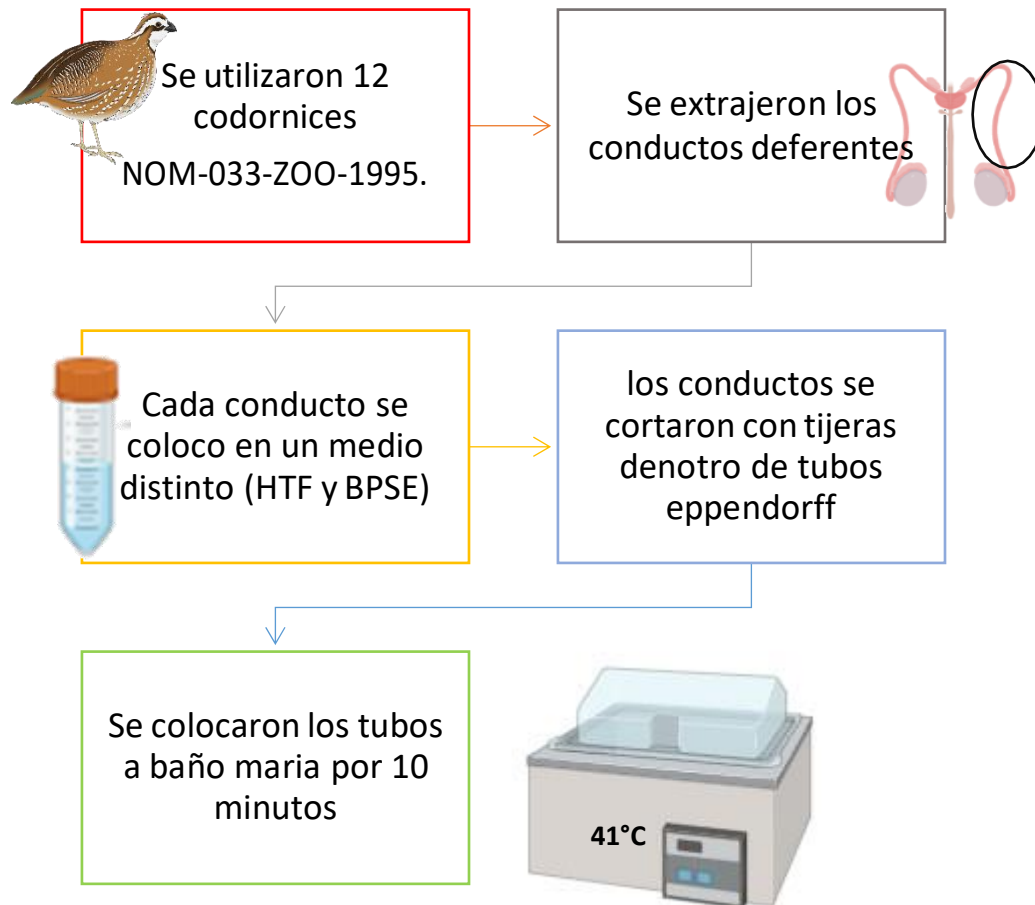 Se utilizaron 12
codornices
NOM-033-ZOO-1995.
Se extrajeron los
conductos deferentes
Cada conducto se
coloco en un medio
distinto (HTF y BPSE)
los conductos se
cortaron con tijeras
denotro de tubos
eppendorff
Se colocaron los tubos
a baño maria por 10
minutos
41°C